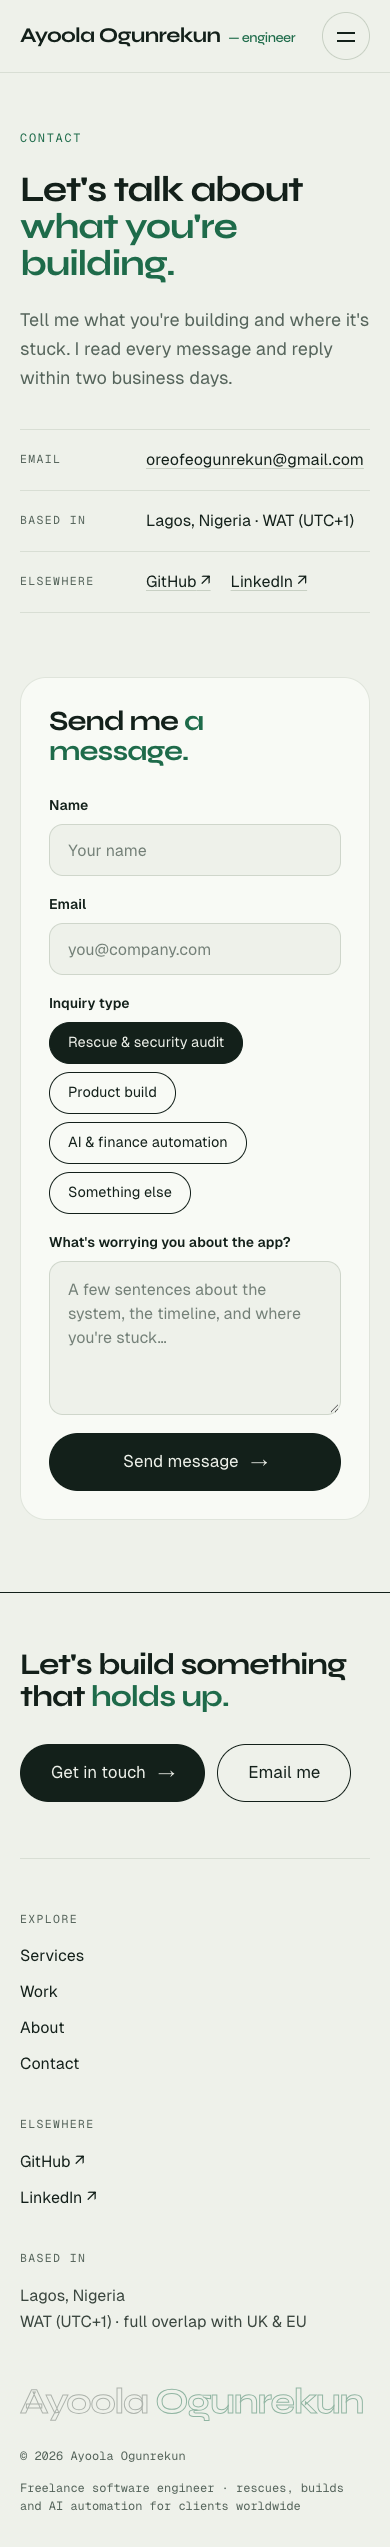 Ayoola Ogunrekun — engineer
CONTACT
Let's talk about
what you're
building.
Tell me what you're building and where it's
stuck. I read every message and reply
within two business days.
EMAIL oreofeogunrekun@gmail.com
BASED IN Lagos, Nigeria · WAT (UTC+1)
ELSEWHERE GitHub ↗ LinkedIn ↗
Send me a
message.
Name
Your name
Email
you@company.com
Inquiry type
Rescue & security audit
Product build
AI & finance automation
Something else
What's worrying you about the app?
A few sentences about the
system, the timeline, and where
you're stuck…
Send message →
Let's build something
that holds up.
Get in touch → Email me
EXPLORE
Services
Work
About
Contact
ELSEWHERE
GitHub ↗
LinkedIn ↗
BASED IN
Lagos, Nigeria
WAT (UTC+1) · full overlap with UK & EU
Ayoola Ogunrekun
© 2026 Ayoola Ogunrekun
Freelance software engineer · rescues, builds
and AI automation for clients worldwide